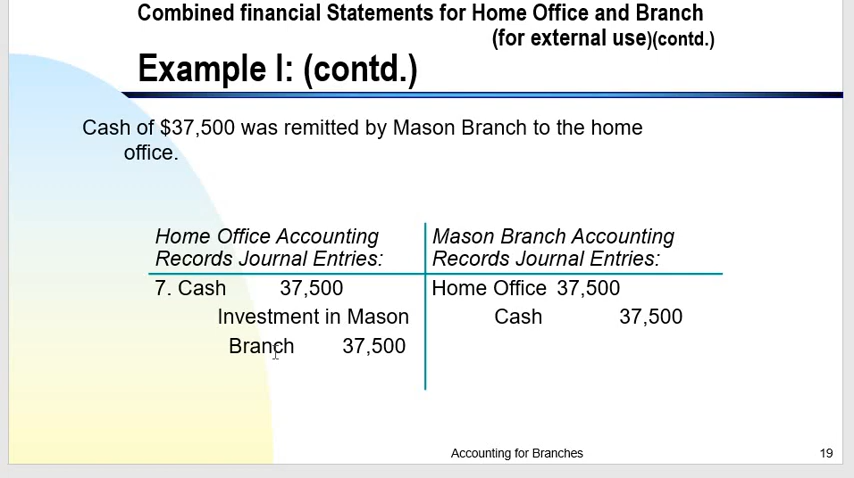 Combined financial Statements for Home Office and Branch
(for external use)(contd.)
Example I: (contd.)
Cash of $37,500 was remitted by Mason Branch to the home
office.
Home Office Accounting
Records Journal Entries:
7. Cash 37,500
Investment in Mason
Branch 37,500
Mason Branch Accounting
Records Journal Entries:
Home Office 37,500
Cash 37,500
Accounting for Branches
19